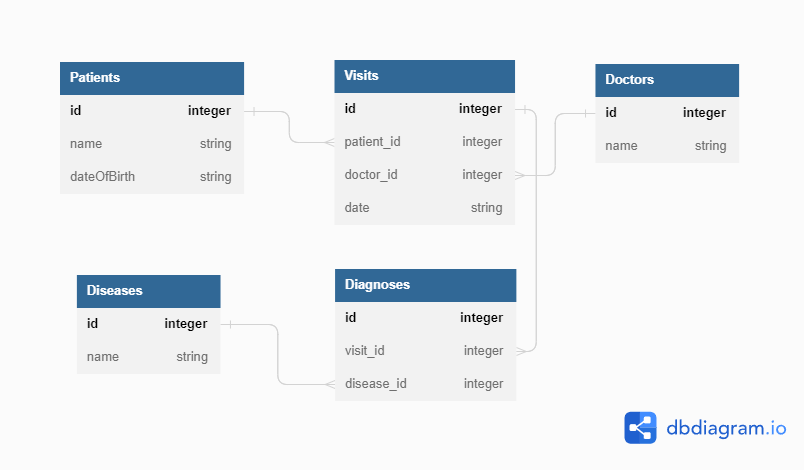 Patients
id integer
name string
dateOfBirth string
Visits
id integer
patient_id integer
doctor_id integer
date string
Doctors
id integer
name string
Diseases
id integer
name string
Diagnoses
id integer
visit_id integer
disease_id integer
dbdiagram.io